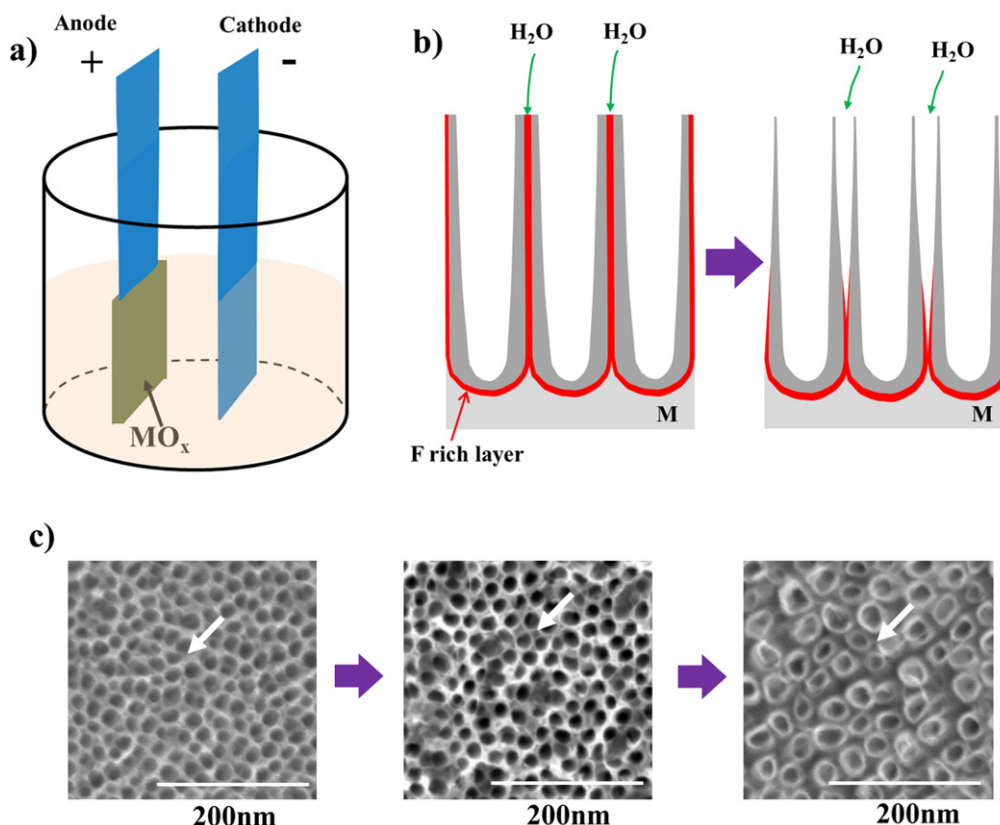 a)
Anode
Cathode
+
-
MOₓ
b)
H₂O
H₂O
H₂O
H₂O
M
M
F rich layer
c)
200nm
200nm
200nm